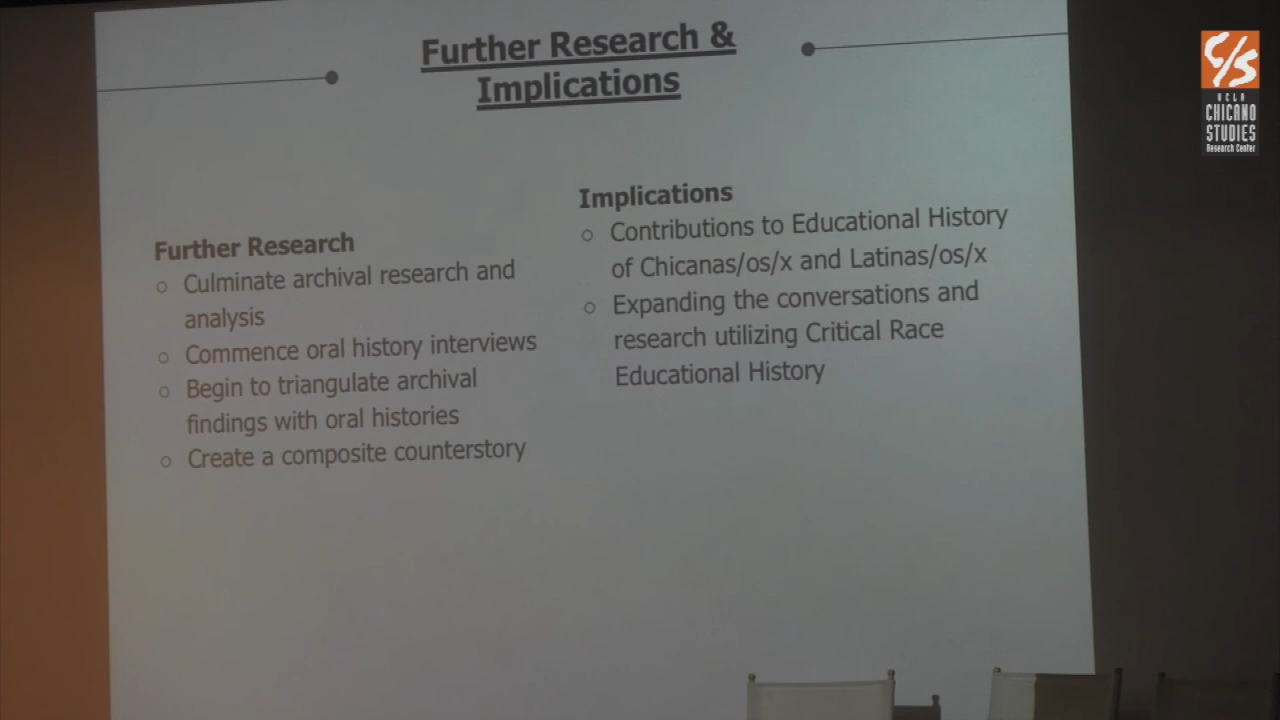 Further Research &
Implications
Further Research
○ Culminate archival research and
analysis
○ Commence oral history interviews
○ Begin to triangulate archival
findings with oral histories
○ Create a composite counterstory
Implications
○ Contributions to Educational History
of Chicanas/os/x and Latinas/os/x
○ Expanding the conversations and
research utilizing Critical Race
Educational History
C/S
UCLA
CHICANO
STUDIES
Research Center